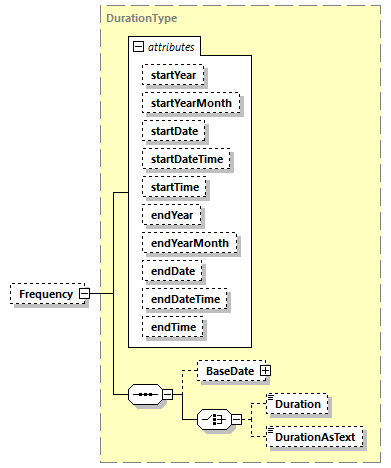 DurationType
attributes
startYear
startYearMonth
startDate
startDateTime
startTime
endYear
endYearMonth
endDate
endDateTime
endTime
Frequency
BaseDate
Duration
DurationAsText